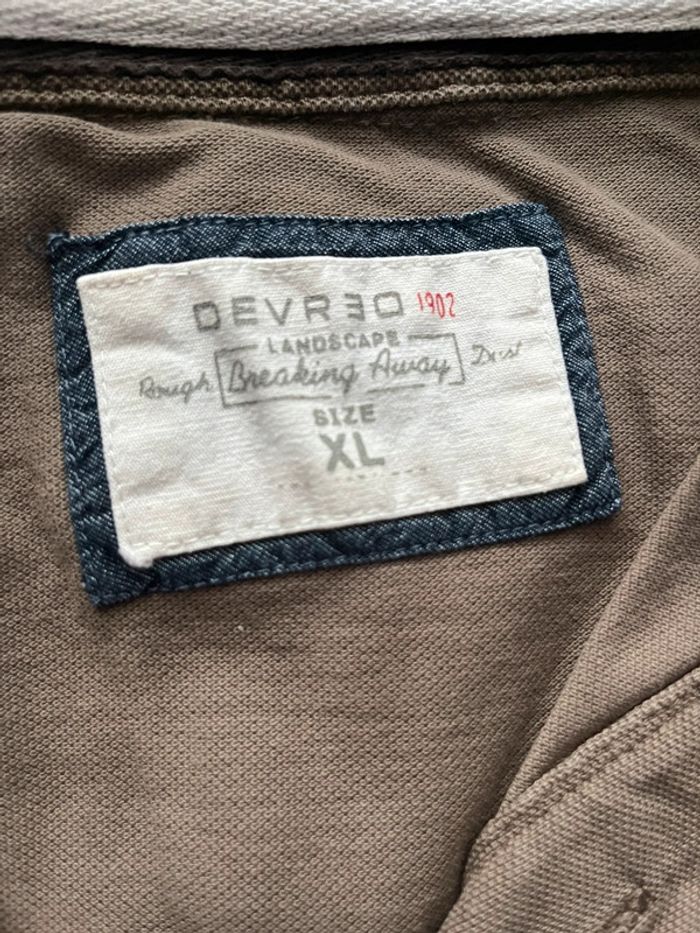 DEVRED 1902
LANDSCAPE
Rough Breaking Away Dust
SIZE
XL